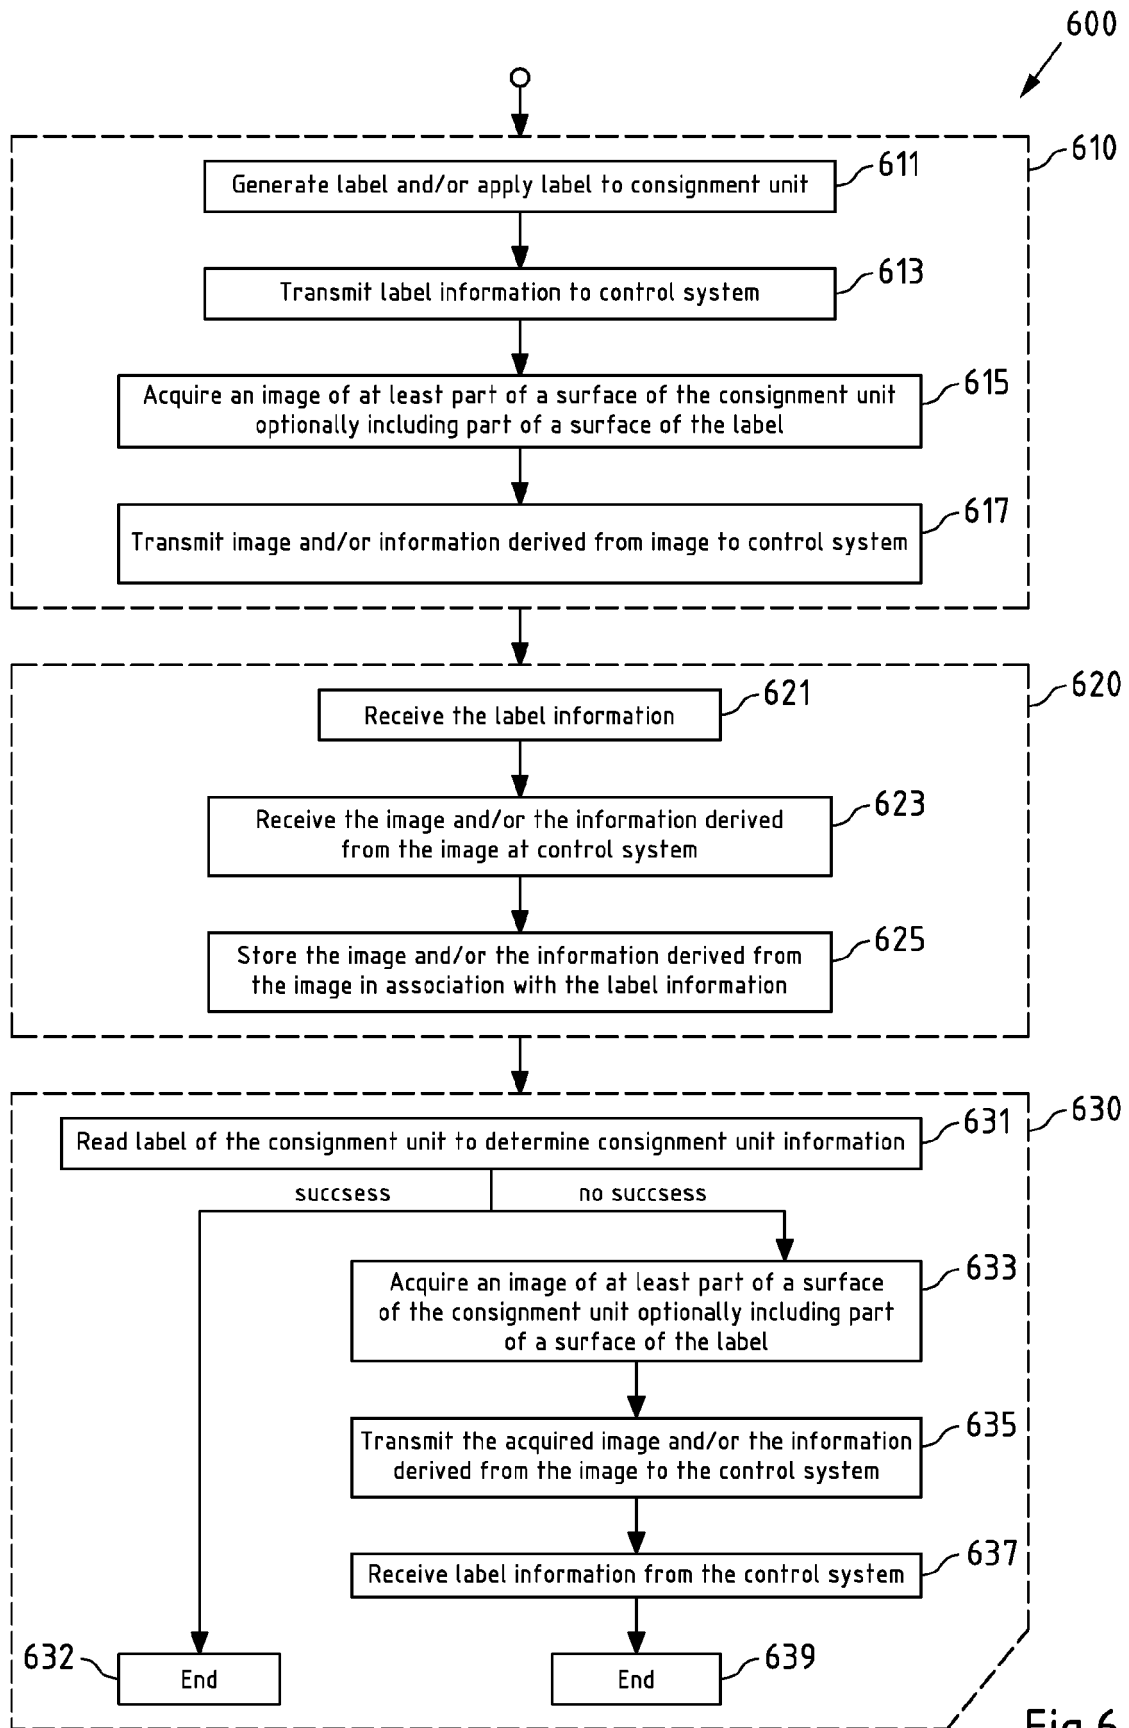 600
610
611
Generate label and/or apply label to consignment unit
613
Transmit label information to control system
615
Acquire an image of at least part of a surface of the consignment unit
optionally including part of a surface of the label
617
Transmit image and/or information derived from image to control system
620
621
Receive the label information
623
Receive the image and/or the information derived
from the image at control system
625
Store the image and/or the information derived from
the image in association with the label information
630
631
Read label of the consignment unit to determine consignment unit information
succsess
no succsess
633
Acquire an image of at least part of a surface
of the consignment unit optionally including part
of a surface of the label
635
Transmit the acquired image and/or the information
derived from the image to the control system
637
Receive label information from the control system
632
End
639
End
Fig.6